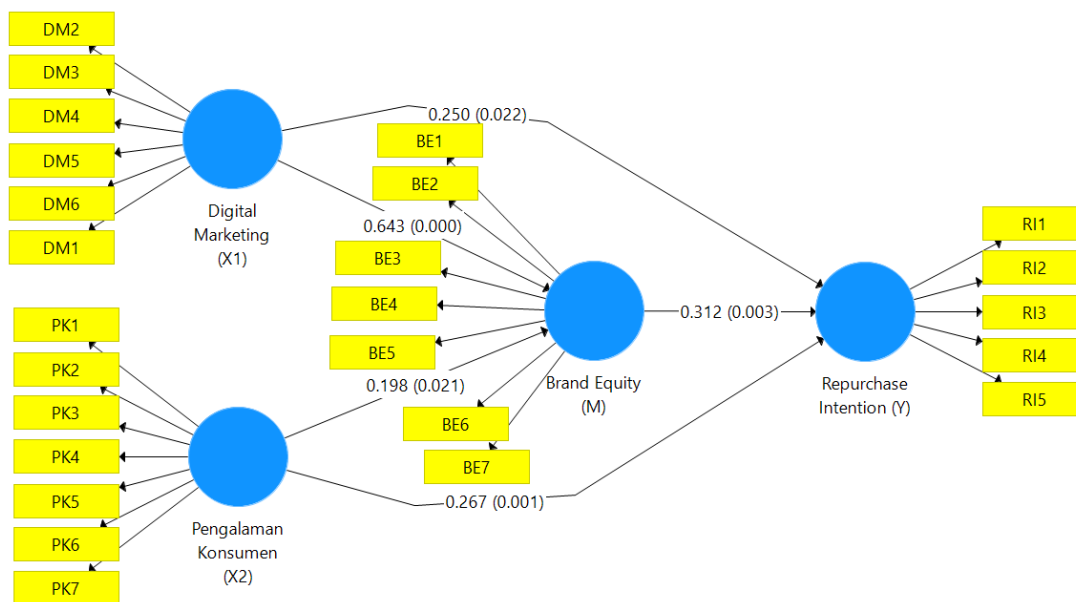 DM2
DM3
DM4
DM5
DM6
DM1
Digital
Marketing
(X1)
PK1
PK2
PK3
PK4
PK5
PK6
PK7
Pengalaman
Konsumen
(X2)
0.250 (0.022)
0.643 (0.000)
0.198 (0.021)
0.267 (0.001)
BE1
BE2
BE3
BE4
BE5
BE6
BE7
Brand Equity
(M)
0.312 (0.003)
Repurchase
Intention (Y)
RI1
RI2
RI3
RI4
RI5